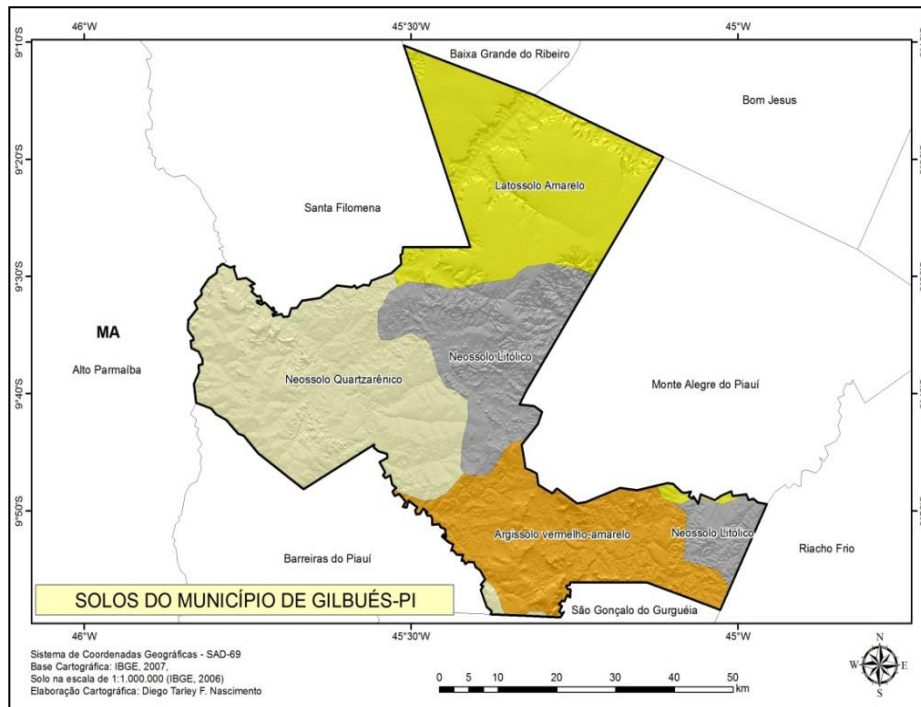 46°W
45°30'W
45°W
9°10'S
Baixa Grande do Ribeiro
Bom Jesus
9°20'S
Latossolo Amarelo
Santa Filomena
9°30'S
MA
Alto Parnaíba
Neossolo Litólico
Neossolo Quartzarênico
Monte Alegre do Piauí
9°40'S
9°50'S
Argissolo vermelho-amarelo
Neossolo Litólico
Riacho Frio
Barreiras do Piauí
SOLOS DO MUNICÍPIO DE GILBUÉS-PI
São Gonçalo do Gurguéia
46°W
45°30'W
45°W
Sistema de Coordenadas Geográficas - SAD-69
Base Cartográfica: IBGE, 2007.
Solo na escala de 1:1.000.000 (IBGE, 2006)
Elaboração Cartográfica: Diego Tarley F. Nascimento
0 5 10 20 30 40 50
km
N
W E
S